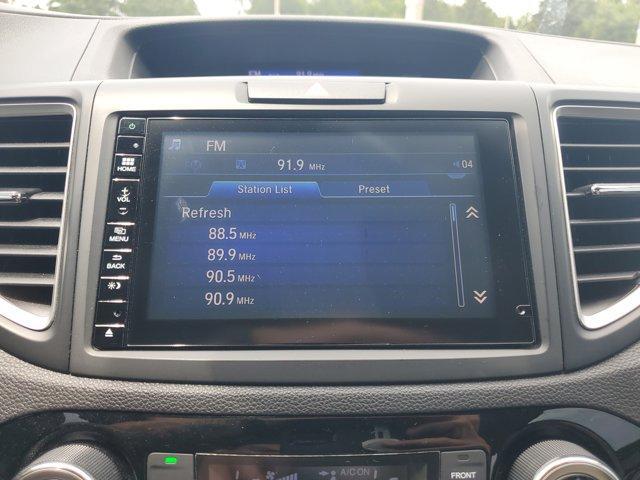 FM
91.9 MHz
04
Station List
Preset
Refresh
88.5 MHz
89.9 MHz
90.5 MHz
90.9 MHz
HOME
+
VOL
−
MENU
BACK
A/C ON
FRONT